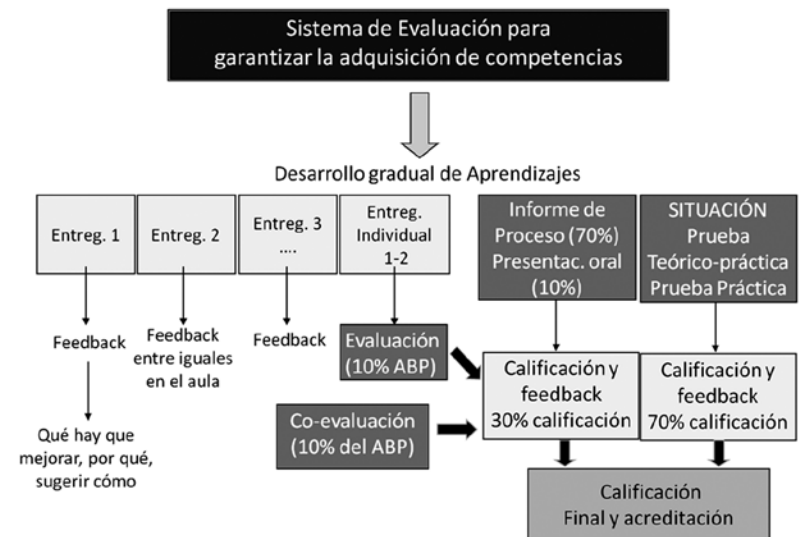 Sistema de Evaluación para
garantizar la adquisición de competencias
Desarrollo gradual de Aprendizajes
Entreg. 1
Entreg. 2
Entreg. 3
....
Entreg.
Individual
1-2
Informe de
Proceso (70%)
Presentac. oral
(10%)
SITUACIÓN
Prueba
Teórico-práctica
Prueba Práctica
Feedback
Feedback
entre iguales
en el aula
Feedback
Evaluación
(10% ABP)
Calificación y
feedback
30% calificación
Calificación y
feedback
70% calificación
Qué hay que
mejorar, por qué,
sugerir cómo
Co-evaluación
(10% del ABP)
Calificación
Final y acreditación